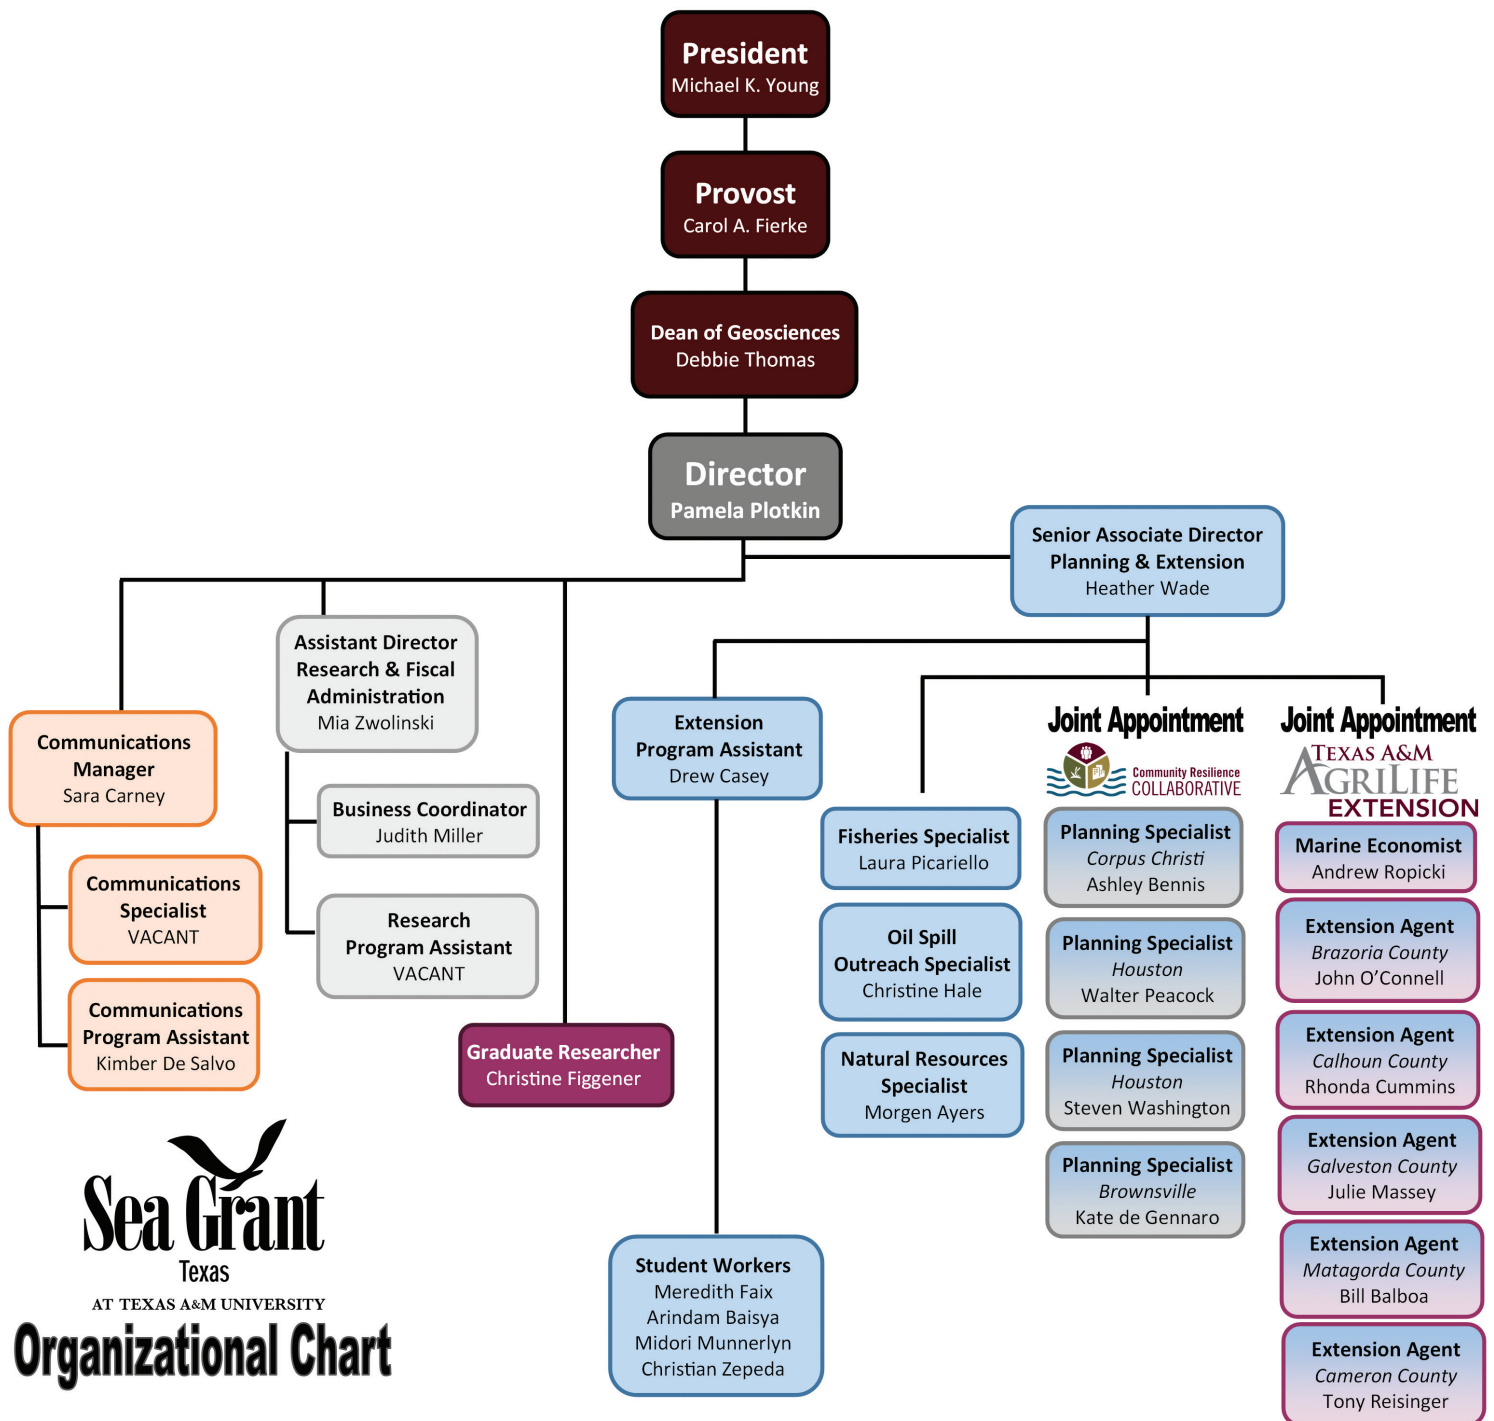 President
Michael K. Young
Provost
Carol A. Fierke
Dean of Geosciences
Debbie Thomas
Director
Pamela Plotkin
Senior Associate Director
Planning & Extension
Heather Wade
Assistant Director
Research & Fiscal
Administration
Mia Zwolinski
Communications
Manager
Sara Carney
Business Coordinator
Judith Miller
Communications
Specialist
VACANT
Research
Program Assistant
VACANT
Communications
Program Assistant
Kimber De Salvo
Graduate Researcher
Christine Figgener
Extension
Program Assistant
Drew Casey
Student Workers
Meredith Faix
Arindam Baisya
Midori Munnerlyn
Christian Zepeda
Fisheries Specialist
Laura Picariello
Oil Spill
Outreach Specialist
Christine Hale
Natural Resources
Specialist
Morgen Ayers
Joint Appointment
Community Resilience
COLLABORATIVE
Planning Specialist
Corpus Christi
Ashley Bennis
Planning Specialist
Houston
Walter Peacock
Planning Specialist
Houston
Steven Washington
Planning Specialist
Brownsville
Kate de Gennaro
Joint Appointment
TEXAS A&M
AGRILIFE
EXTENSION
Marine Economist
Andrew Ropicki
Extension Agent
Brazoria County
John O’Connell
Extension Agent
Calhoun County
Rhonda Cummins
Extension Agent
Galveston County
Julie Massey
Extension Agent
Matagorda County
Bill Balboa
Extension Agent
Cameron County
Tony Reisinger
Sea Grant
Texas
AT TEXAS A&M UNIVERSITY
Organizational Chart